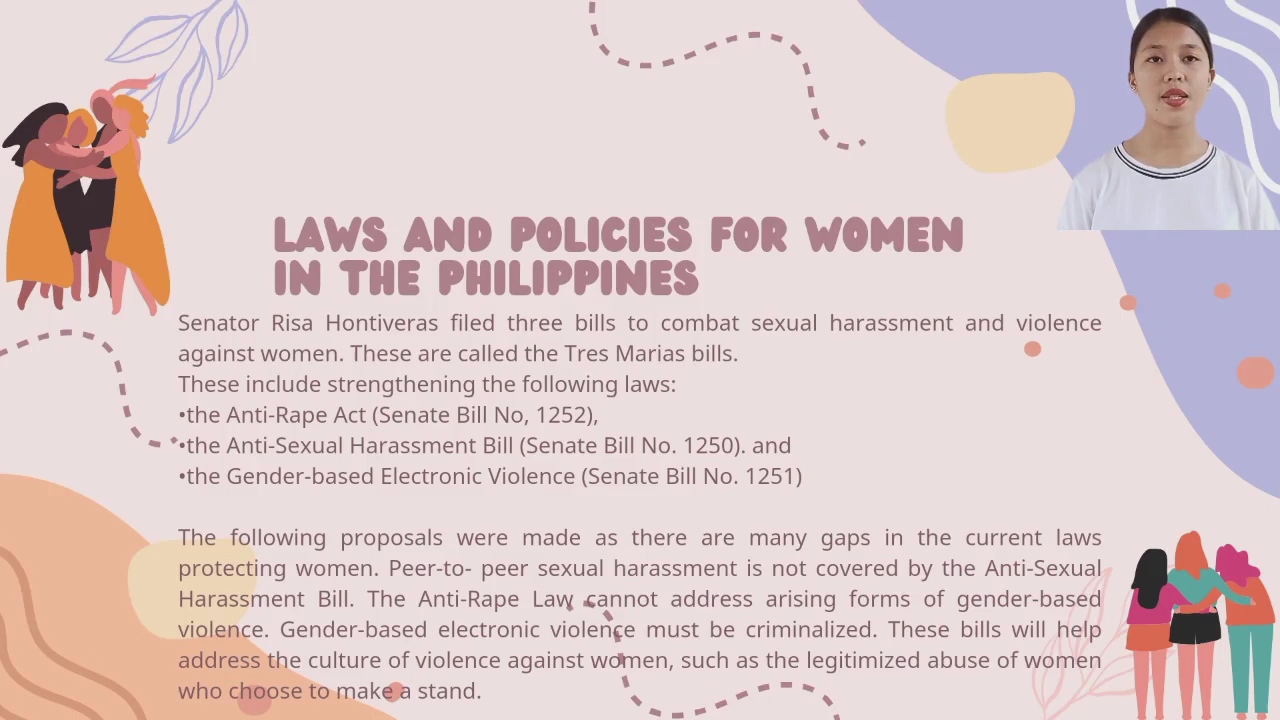 LAWS AND POLICIES FOR WOMEN
IN THE PHILIPPINES
Senator Risa Hontiveras filed three bills to combat sexual harassment and violence
against women. These are called the Tres Marias bills.
These include strengthening the following laws:
•the Anti-Rape Act (Senate Bill No, 1252),
•the Anti-Sexual Harassment Bill (Senate Bill No. 1250). and
•the Gender-based Electronic Violence (Senate Bill No. 1251)
The following proposals were made as there are many gaps in the current laws
protecting women. Peer-to- peer sexual harassment is not covered by the Anti-Sexual
Harassment Bill. The Anti-Rape Law cannot address arising forms of gender-based
violence. Gender-based electronic violence must be criminalized. These bills will help
address the culture of violence against women, such as the legitimized abuse of women
who choose to make a stand.